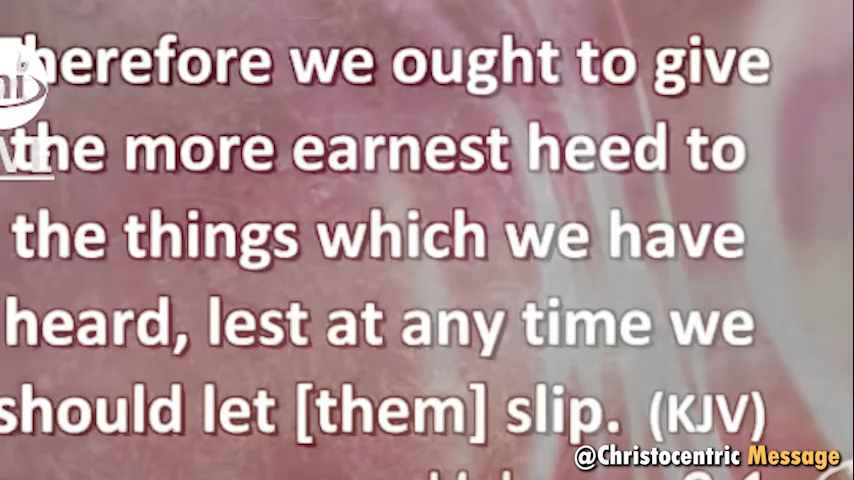 herefore we ought to give
the more earnest heed to
the things which we have
heard, lest at any time we
should let [them] slip. (KJV)
@Christocentric Message